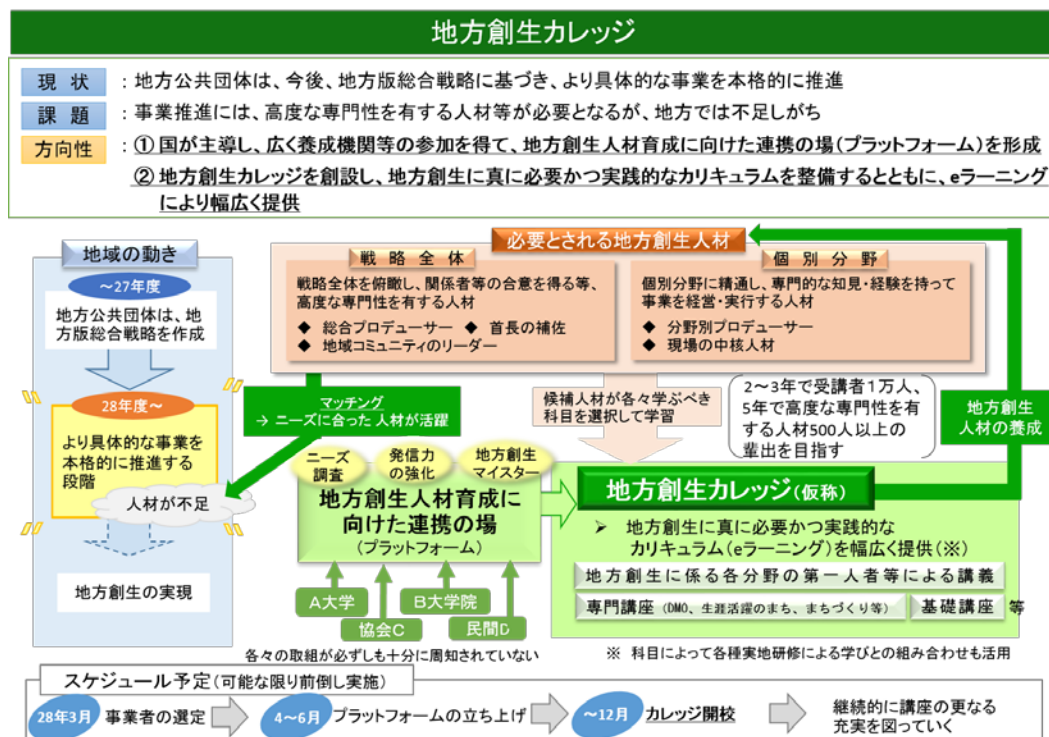 地方創生カレッジ
現 状 ：地方公共団体は、今後、地方版総合戦略に基づき、より具体的な事業を本格的に推進
課 題 ：事業推進には、高度な専門性を有する人材等が必要となるが、地方では不足しがち
方向性 ：① 国が主導し、広く養成機関等の参加を得て、地方創生人材育成に向けた連携の場（プラットフォーム）を形成
② 地方創生カレッジを創設し、地方創生に真に必要かつ実践的なカリキュラムを整備するとともに、eラーニング
により幅広く提供
地域の動き
～27年度
地方公共団体は、地
方版総合戦略を作成
28年度～
より具体的な事業を
本格的に推進する
段階
人材が不足
地方創生の実現
必要とされる地方創生人材
戦 略 全 体
戦略全体を俯瞰し、関係者等の合意を得る等、
高度な専門性を有する人材
◆ 総合プロデューサー ◆ 首長の補佐
◆ 地域コミュニティのリーダー
個 別 分 野
個別分野に精通し、専門的な知見・経験を持って
事業を経営・実行する人材
◆ 分野別プロデューサー
◆ 現場の中核人材
マッチング
→ ニーズに合った 人材が活躍
候補人材が各々学ぶべき
科目を選択して学習
2～3年で受講者1万人、
5年で高度な専門性を有
する人材500人以上の
輩出を目指す
地方創生
人材の養成
ニーズ
調査
発信力
の強化
地方創生
マイスター
地方創生人材育成に
向けた連携の場
（プラットフォーム）
A大学
協会C
B大学院
民間D
各々の取組が必ずしも十分に周知されていない
地方創生カレッジ（仮称）
➢ 地方創生に真に必要かつ実践的な
カリキュラム（eラーニング）を幅広く提供（※）
地方創生に係る各分野の第一人者等による講義
専門講座（DMO、生涯活躍のまち、まちづくり等）
基礎講座 等
※ 科目によって各種実地研修による学びとの組み合わせも活用
スケジュール予定（可能な限り前倒し実施）
28年3月 事業者の選定
4～6月 プラットフォームの立ち上げ
～12月 カレッジ開校
継続的に講座の更なる
充実を図っていく